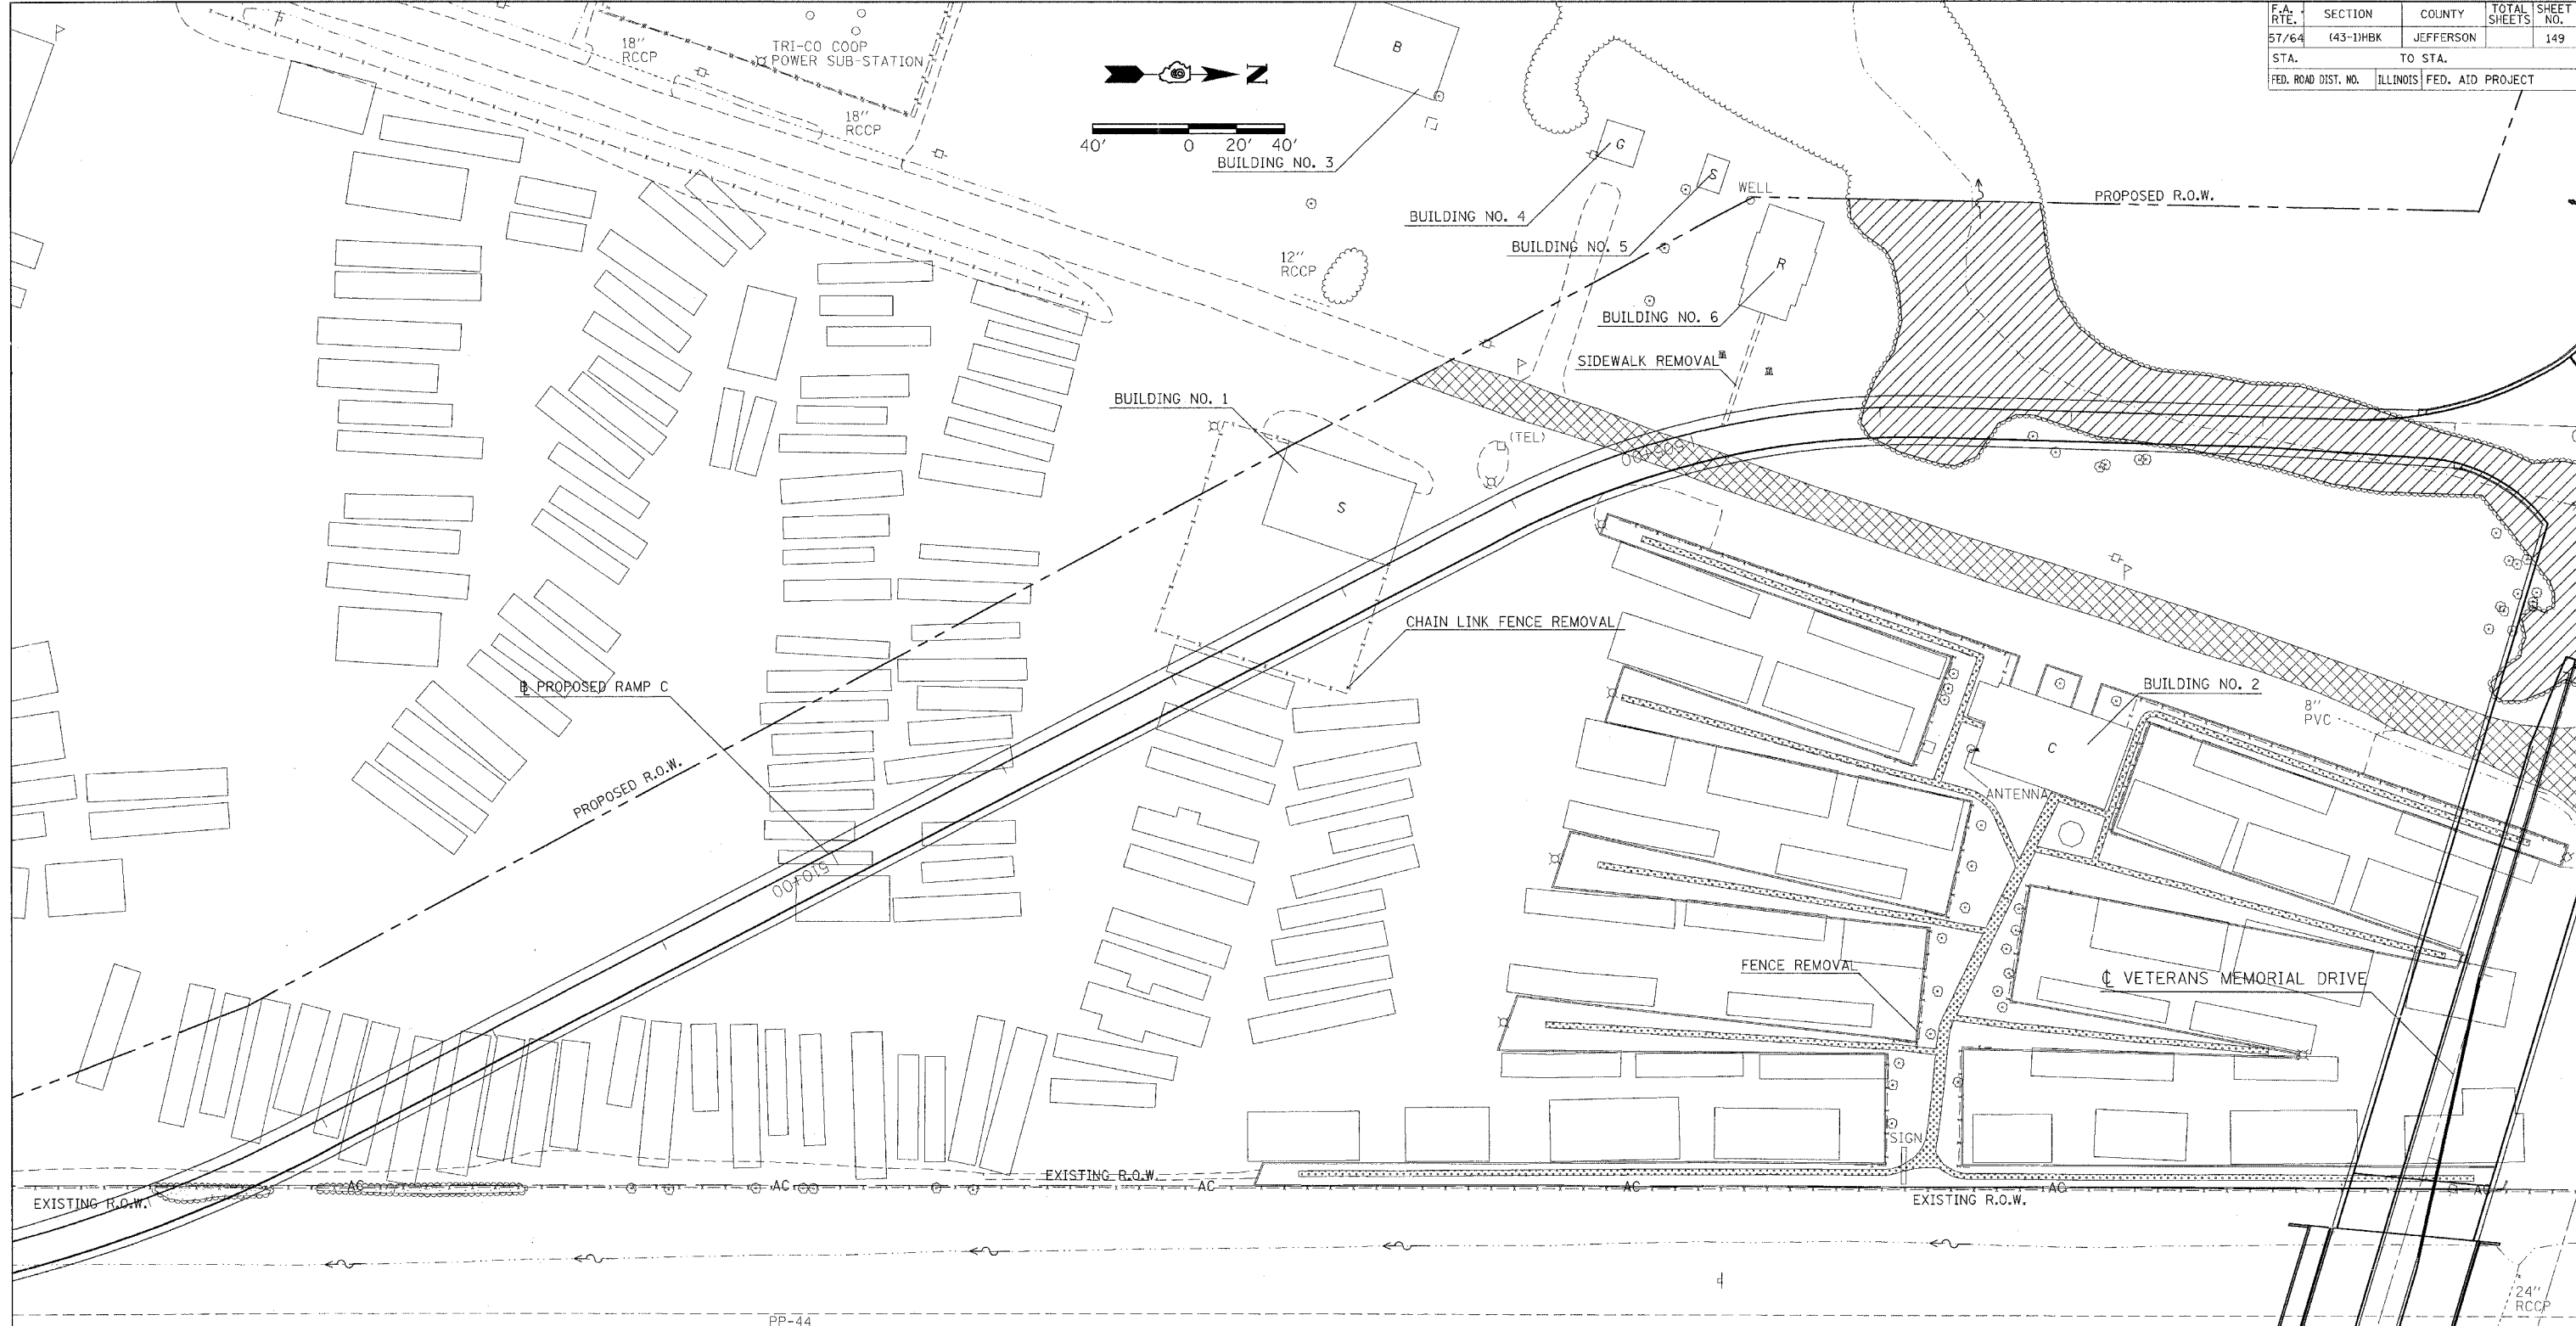 F.A. RTE. SECTION COUNTY TOTAL SHEETS SHEET NO.
57/64 (43-1)HBK JEFFERSON 149
STA. TO STA.
FED. ROAD DIST. NO. ILLINOIS FED. AID PROJECT
18" RCCP
TRI-CO COOP
POWER SUB-STATION
18" RCCP
N
40' 0 20' 40'
B
BUILDING NO. 3
G
BUILDING NO. 4
S
BUILDING NO. 5
WELL
PROPOSED R.O.W.
12" RCCP
R
BUILDING NO. 6
SIDEWALK REMOVAL
BUILDING NO. 1
(TEL)
S
CHAIN LINK FENCE REMOVAL
℄ PROPOSED RAMP C
PROPOSED R.O.W.
BUILDING NO. 2
8" PVC
C
ANTENNA
510+00
FENCE REMOVAL
℄ VETERANS MEMORIAL DRIVE
SIGN
EXISTING R.O.W.
AC AC AC AC AC AC
EXISTING R.O.W.
EXISTING R.O.W.
24" RCCP
PP-44